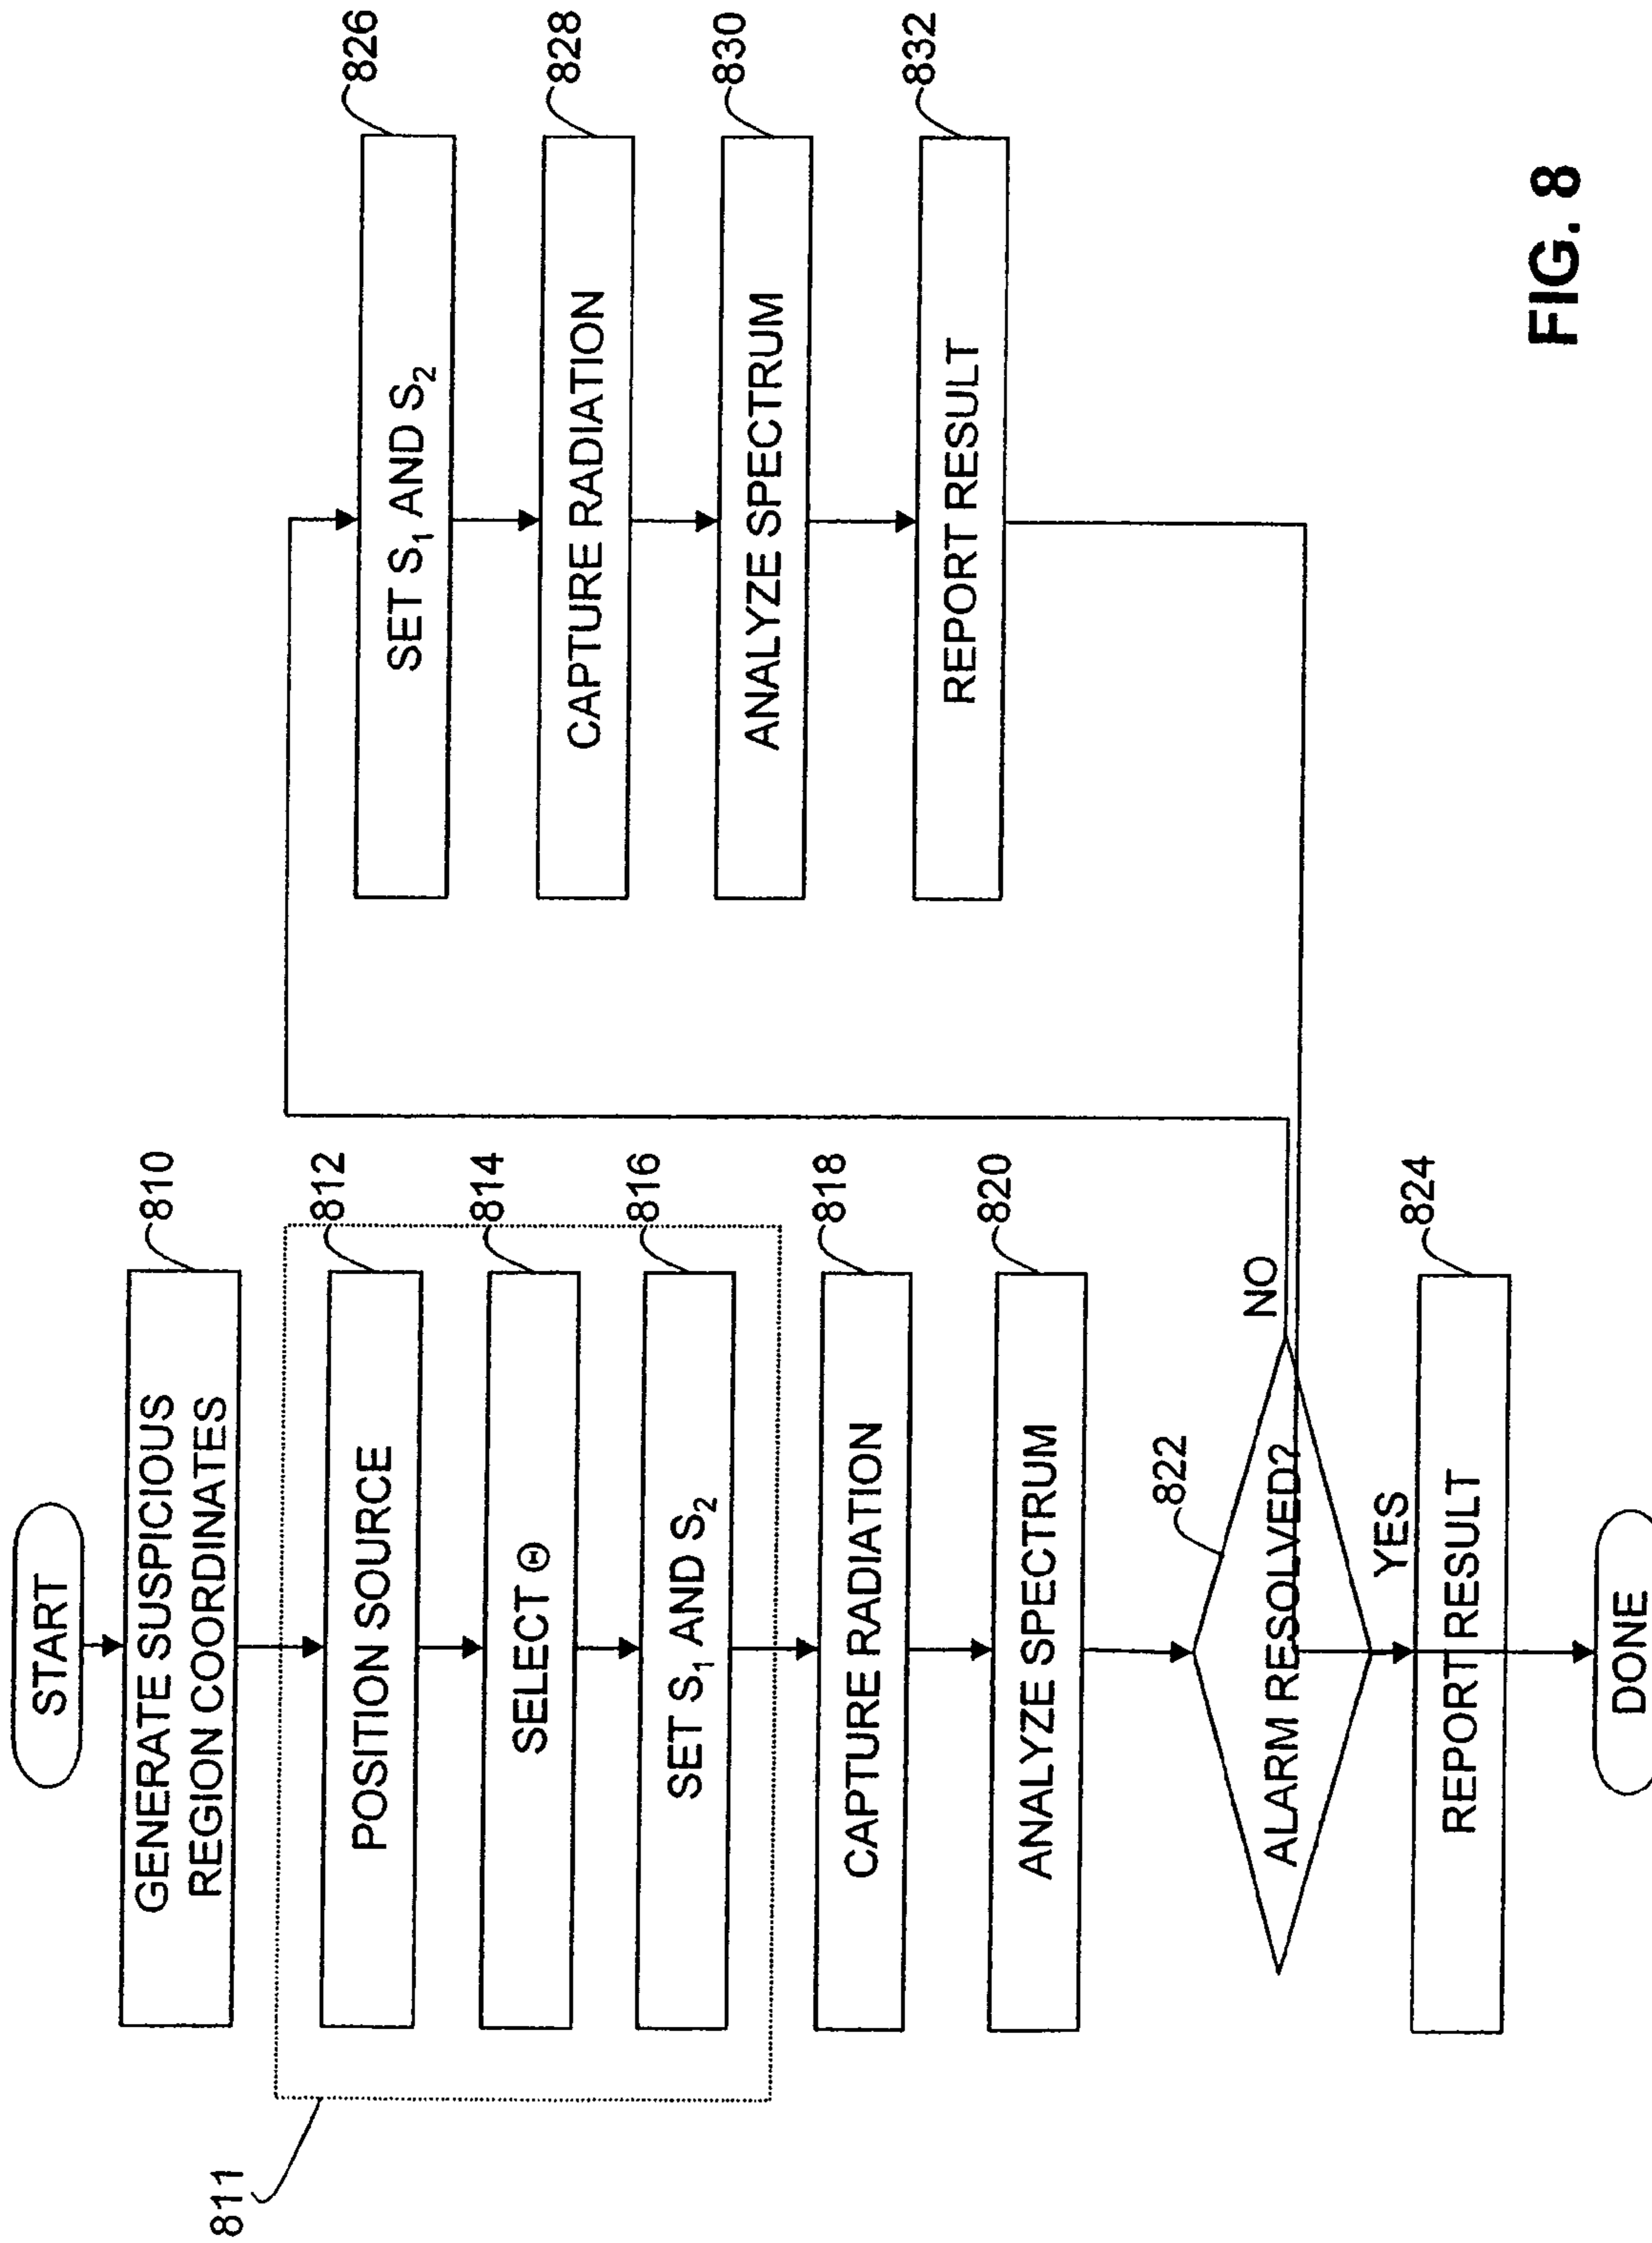 START
GENERATE SUSPICIOUS
REGION COORDINATES
810
811
POSITION SOURCE
812
SELECT Θ
814
SET S₁ AND S₂
816
CAPTURE RADIATION
818
ANALYZE SPECTRUM
820
ALARM RESOLVED?
822
NO
YES
REPORT RESULT
824
DONE
SET S₁ AND S₂
826
CAPTURE RADIATION
828
ANALYZE SPECTRUM
830
REPORT RESULT
832
FIG. 8